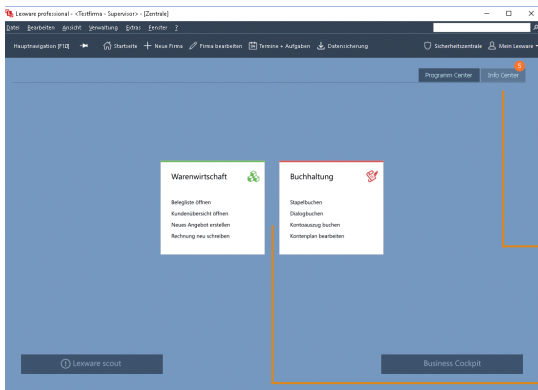 Lexware professional - <Testfirma - Supervisor> - [Zentrale]
Datei Bearbeiten Ansicht Verwaltung Extras Fenster ?
Hauptnavigation [F10] Startseite Neue Firma Firma bearbeiten Termine + Aufgaben Datensicherung Sicherheitszentrale Mein Lexware
5
Programm Center Info Center
Warenwirtschaft Buchhaltung
Belegliste öffnen Stapelbuchen
Kundenübersicht öffnen Dialogbuchen
Neues Angebot erstellen Kontoauszug buchen
Rechnung neu schreiben Kontenplan bearbeiten
Lexware scout Business Cockpit